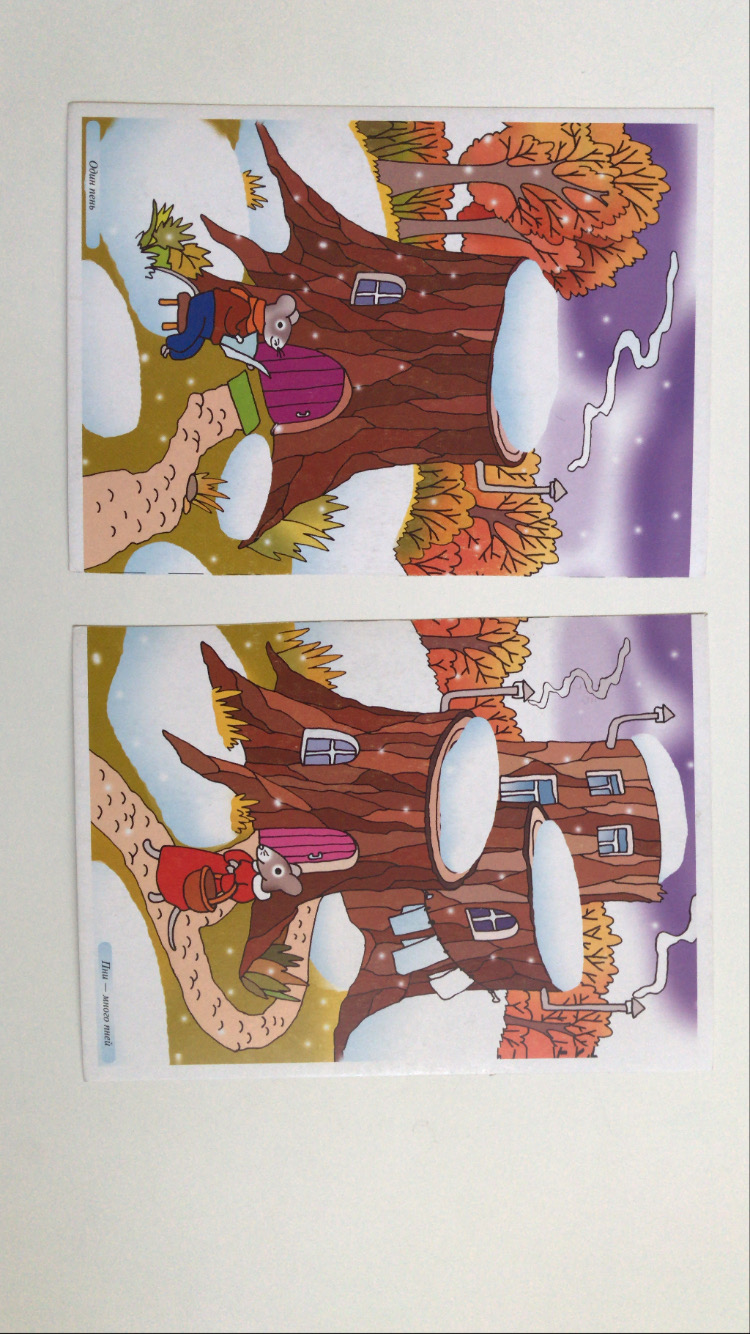 Один пень
Пни — много пней